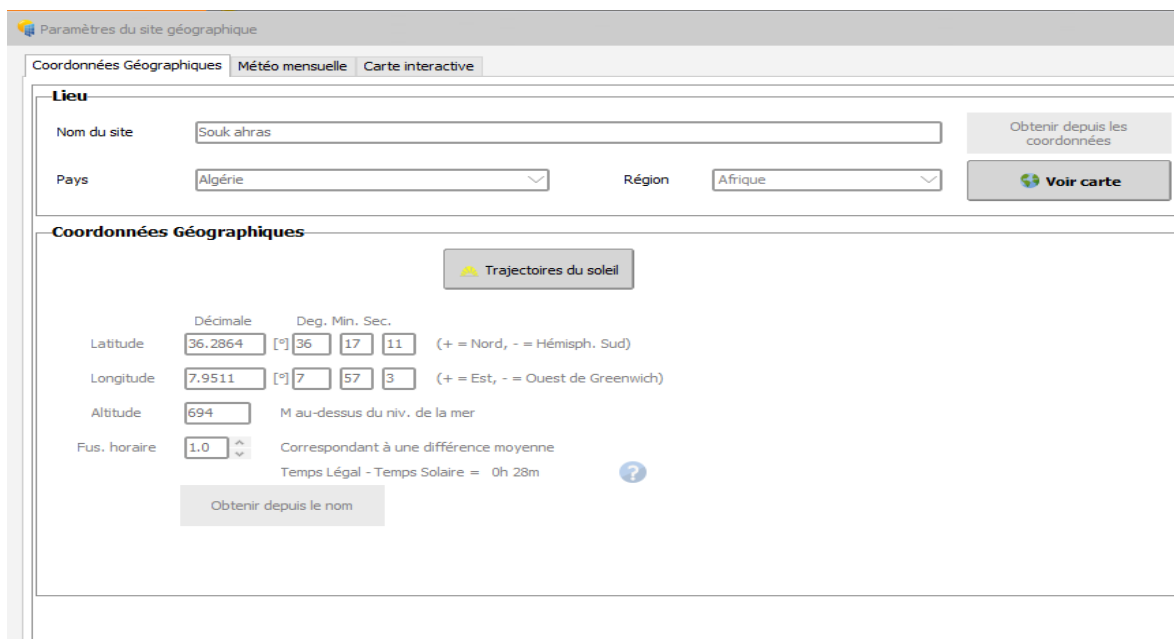 Paramètres du site géographique
Coordonnées Géographiques Météo mensuelle Carte interactive
Lieu
Nom du site Souk ahras Obtenir depuis les
coordonnées
Pays Algérie Région Afrique Voir carte
Coordonnées Géographiques
Trajectoires du soleil
Décimale Deg. Min. Sec.
Latitude 36.2864 [°] 36 17 11 (+ = Nord, - = Hémisph. Sud)
Longitude 7.9511 [°] 7 57 3 (+ = Est, - = Ouest de Greenwich)
Altitude 694 M au-dessus du niv. de la mer
Fus. horaire 1.0 Correspondant à une différence moyenne
Temps Légal - Temps Solaire = 0h 28m ?
Obtenir depuis le nom